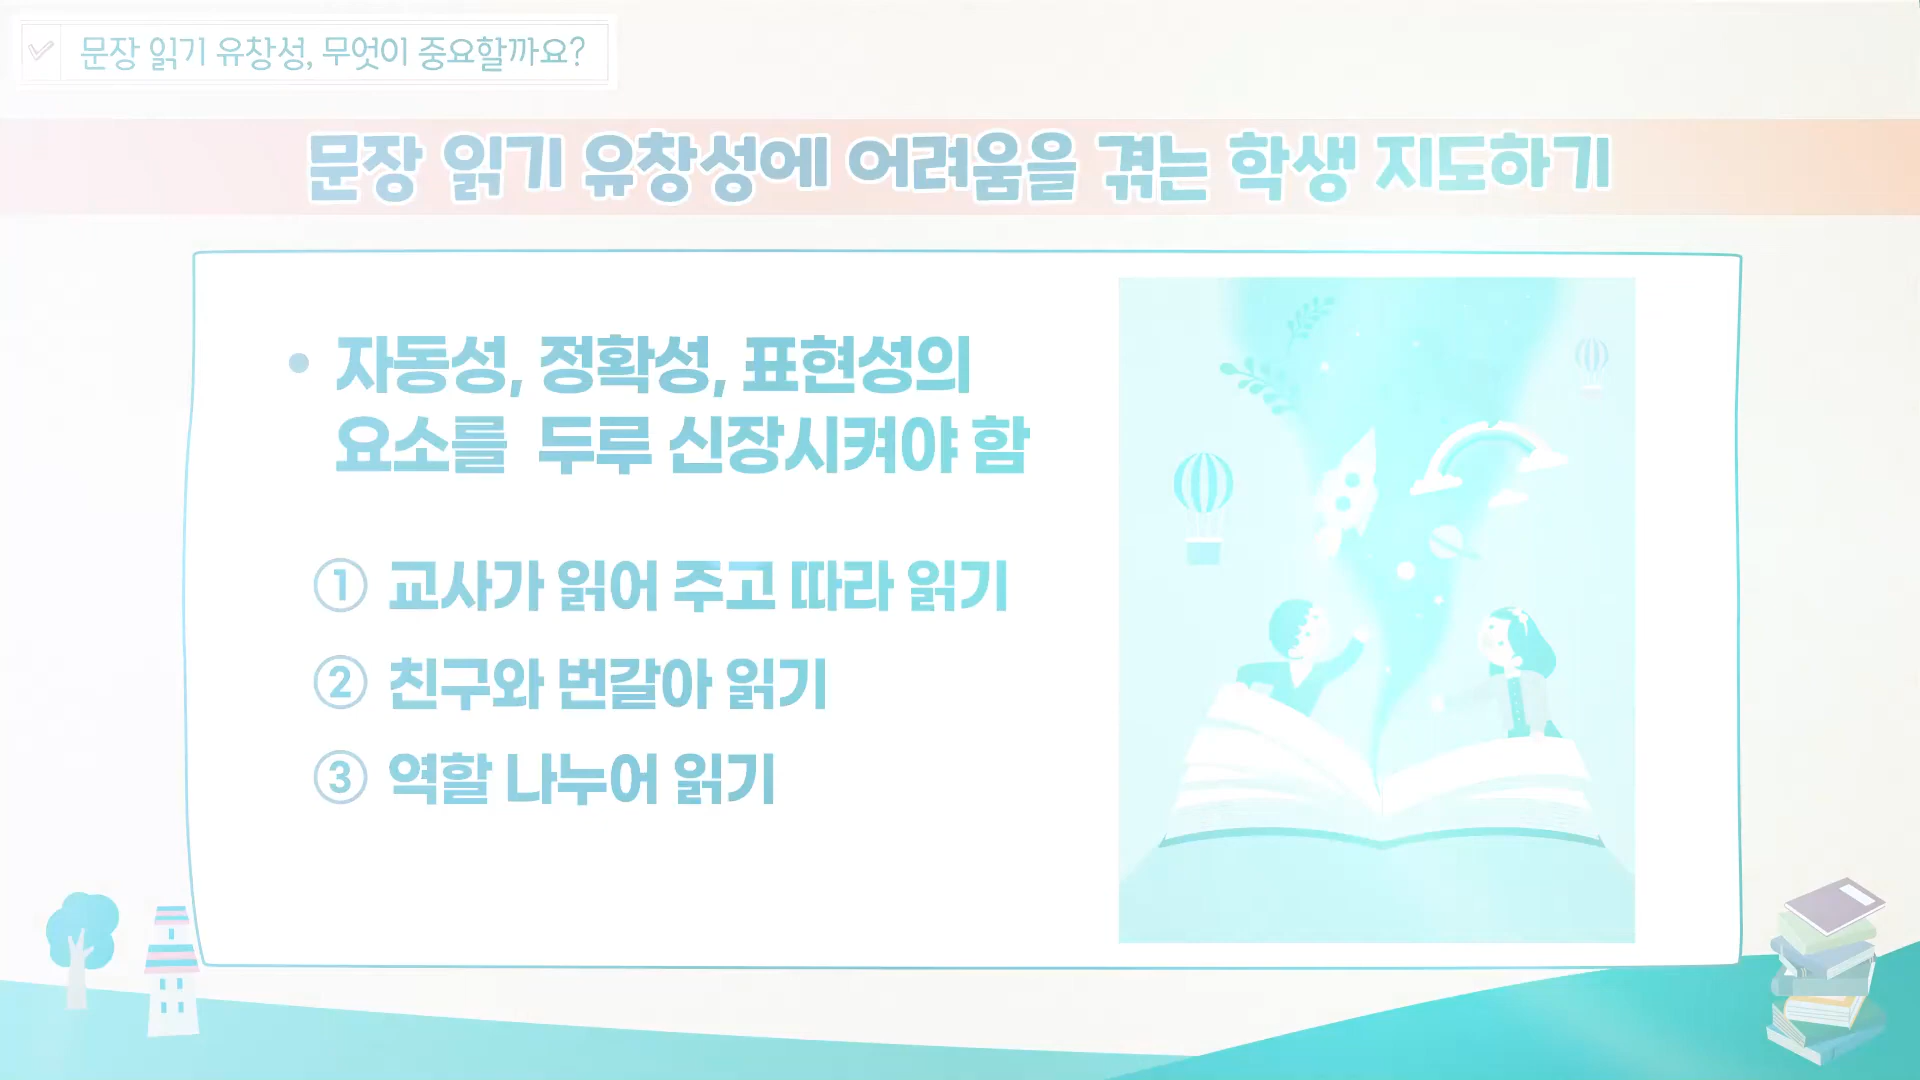 문장 읽기 유창성, 무엇이 중요할까요?
문장 읽기 유창성에 어려움을 겪는 학생 지도하기
• 자동성, 정확성, 표현성의
요소를 두루 신장시켜야 함
① 교사가 읽어 주고 따라 읽기
② 친구와 번갈아 읽기
③ 역할 나누어 읽기